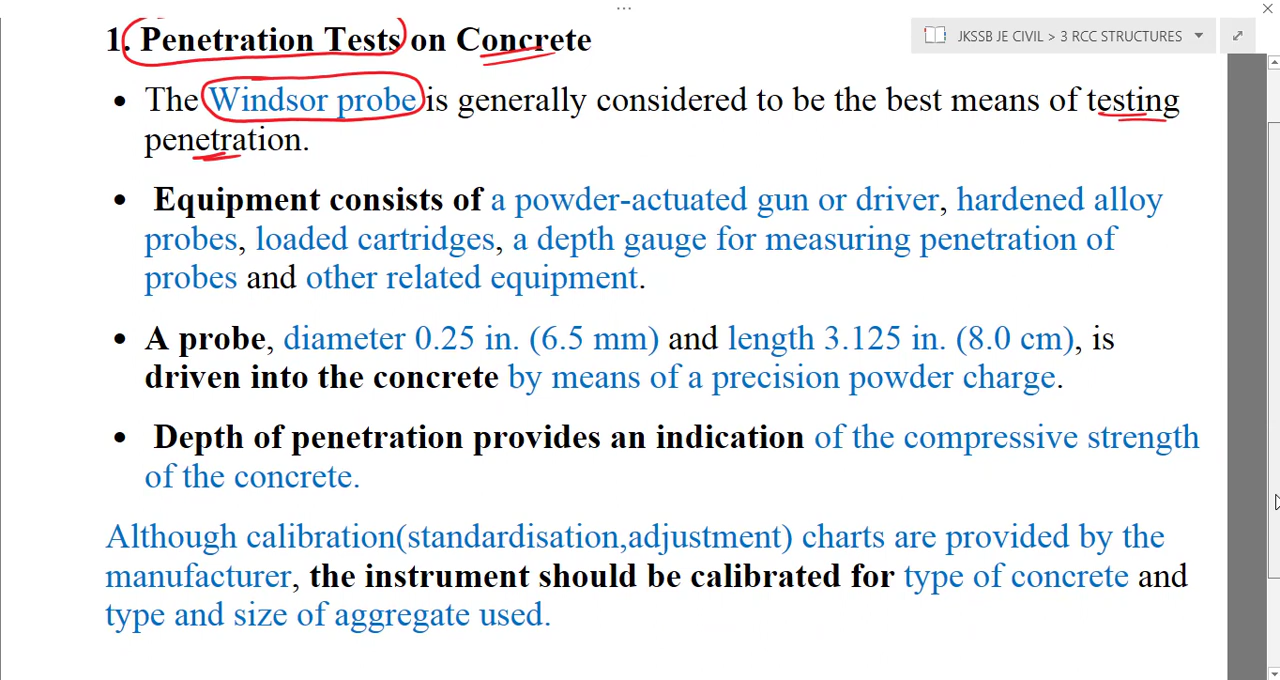 1. Penetration Tests on Concrete
JKSSB JE CIVIL > 3 RCC STRUCTURES
• The Windsor probe is generally considered to be the best means of testing
penetration.
• Equipment consists of a powder-actuated gun or driver, hardened alloy
probes, loaded cartridges, a depth gauge for measuring penetration of
probes and other related equipment.
• A probe, diameter 0.25 in. (6.5 mm) and length 3.125 in. (8.0 cm), is
driven into the concrete by means of a precision powder charge.
• Depth of penetration provides an indication of the compressive strength
of the concrete.
Although calibration(standardisation,adjustment) charts are provided by the
manufacturer, the instrument should be calibrated for type of concrete and
type and size of aggregate used.